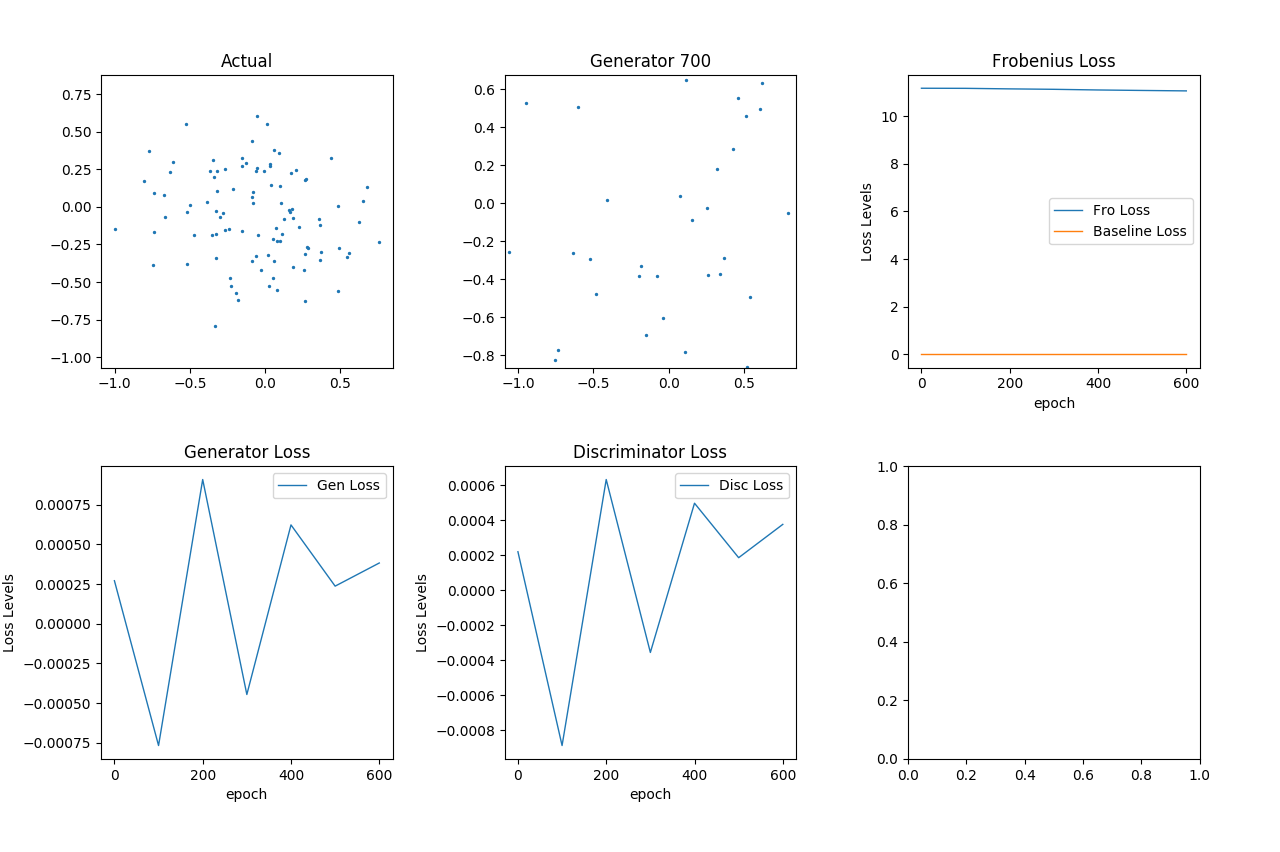 Actual
0.75
0.50
0.25
0.00
−0.25
−0.50
−0.75
−1.00
−1.0 −0.5 0.0 0.5
Generator 700
0.6
0.4
0.2
0.0
−0.2
−0.4
−0.6
−0.8
−1.0 −0.5 0.0 0.5
Frobenius Loss
Loss Levels
10
8
6
4
2
0
Fro Loss
Baseline Loss
0 200 400 600
epoch
Generator Loss
Loss Levels
0.00075
0.00050
0.00025
0.00000
−0.00025
−0.00050
−0.00075
Gen Loss
0 200 400 600
epoch
Discriminator Loss
Loss Levels
0.0006
0.0004
0.0002
0.0000
−0.0002
−0.0004
−0.0006
−0.0008
Disc Loss
0 200 400 600
epoch
1.0
0.8
0.6
0.4
0.2
0.0
0.0 0.2 0.4 0.6 0.8 1.0